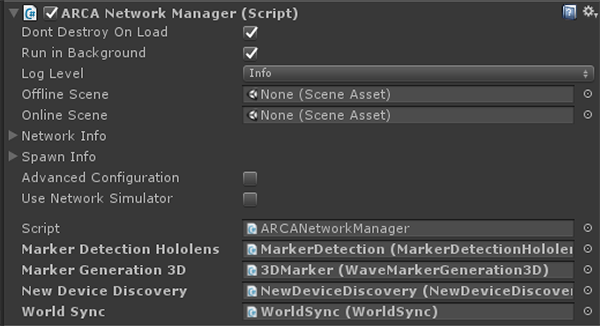 ARCA Network Manager (Script)
Dont Destroy On Load
Run in Background
Log Level Info
Offline Scene None (Scene Asset)
Online Scene None (Scene Asset)
Network Info
Spawn Info
Advanced Configuration
Use Network Simulator
Script ARCANetworkManager
Marker Detection Hololens MarkerDetection (MarkerDetectionHololen
Marker Generation 3D 3DMarker (WaveMarkerGeneration3D)
New Device Discovery NewDeviceDiscovery (NewDeviceDiscover
World Sync WorldSync (WorldSync)